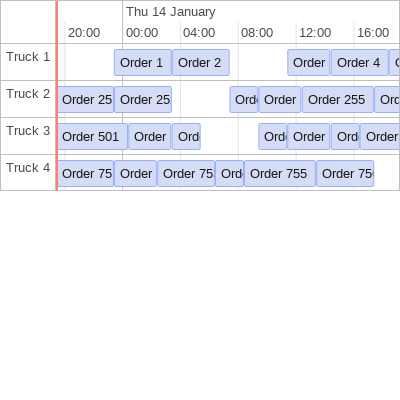 Thu 14 January
20:00 00:00 04:00 08:00 12:00 16:00
Truck 1 Order 1 Order 2 Order Order 4
Truck 2 Order 25 Order 25 Ord Order Order 255 Ord
Truck 3 Order 501 Order Ord Ord Order Ord Order
Truck 4 Order 75 Order Order 75 Ord Order 755 Order 75